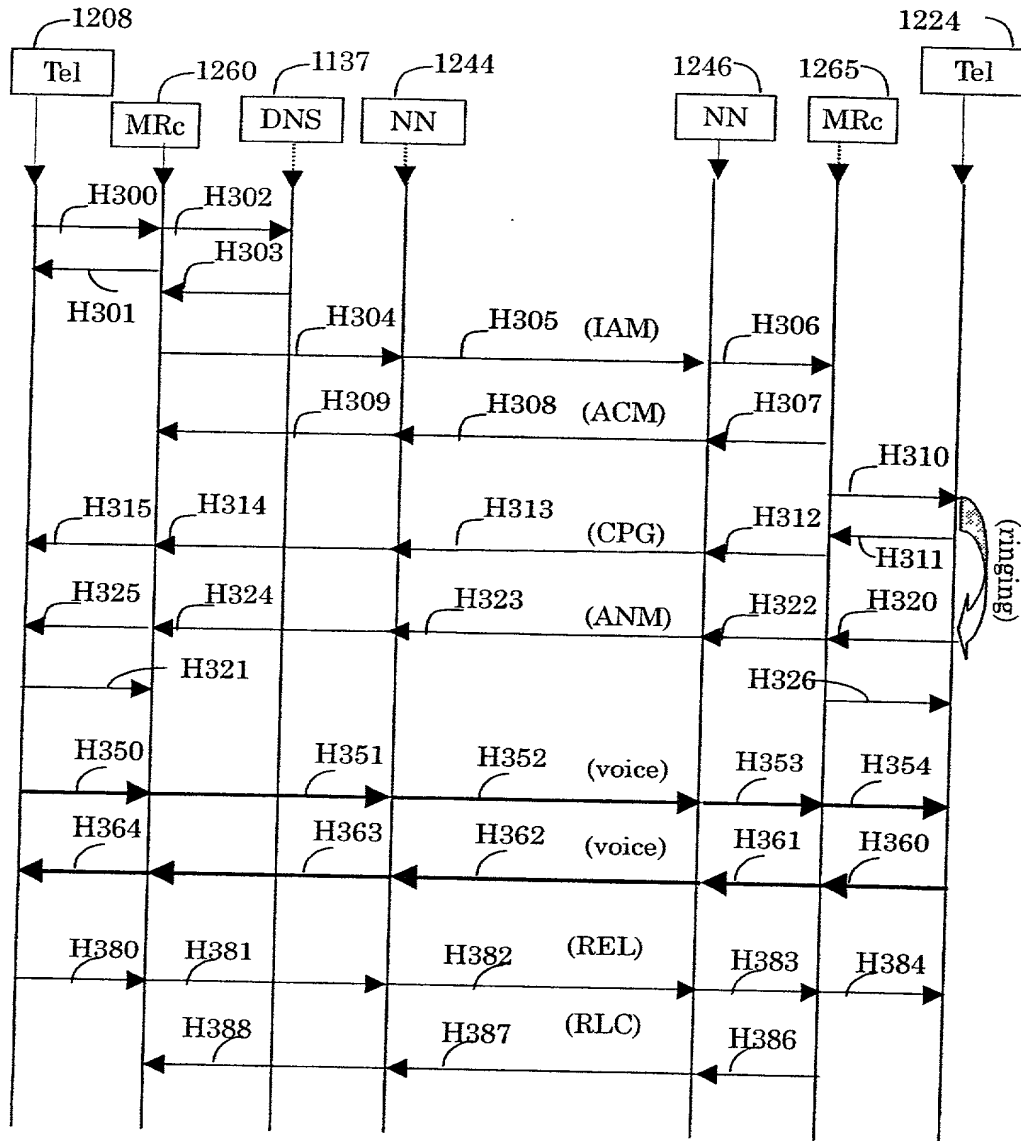 1208 1224
Tel 1260 1137 1244 1246 1265 Tel
MRc DNS NN NN MRc
H300 H302
H303
H301
H304 H305 (IAM) H306
H309 H308 (ACM) H307
H310
H315 H314 H313 (CPG) H312
H311
(ringing)
H325 H324 H323 (ANM) H322 H320
H321 H326
H350 H351 H352 (voice) H353 H354
H364 H363 H362 (voice) H361 H360
H380 H381 H382 (REL) H383 H384
H388 H387 (RLC) H386